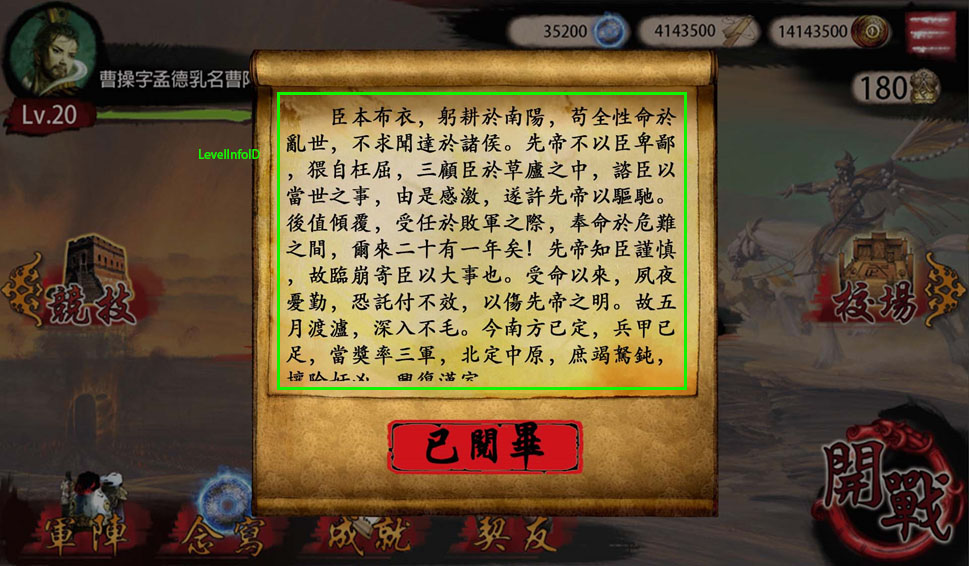 35200
4143500
14143500
曹操字孟德乳名曹阿
180
Lv.20
LevelInfoID
臣本布衣，躬耕於南陽，苟全性命於
亂世，不求聞達於諸侯。先帝不以臣卑鄙
，猥自枉屈，三顧臣於草廬之中，諮臣以
當世之事，由是感激，遂許先帝以驅馳。
後值傾覆，受任於敗軍之際，奉命於危難
之間，爾來二十有一年矣！先帝知臣謹慎
，故臨崩寄臣以大事也。受命以來，夙夜
憂勤，恐託付不效，以傷先帝之明。故五
月渡瀘，深入不毛。今南方已定，兵甲已
足，當獎率三軍，北定中原，庶竭駑鈍，
攘除奸凶，興復漢室
競技
校場
已閱畢
開戰
軍陣
念寫
成就
契友